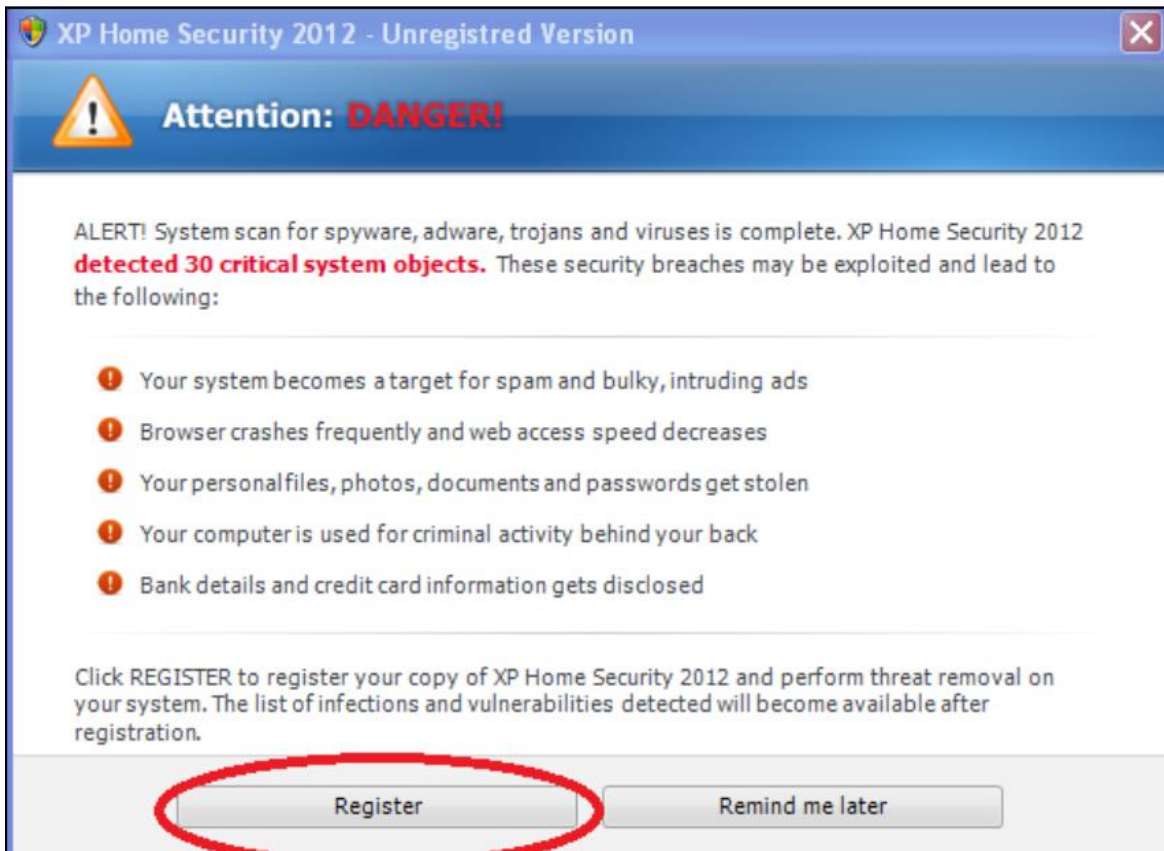 XP Home Security 2012 - Unregistred Version
Attention: DANGER!
ALERT! System scan for spyware, adware, trojans and viruses is complete. XP Home Security 2012
detected 30 critical system objects. These security breaches may be exploited and lead to
the following:
Your system becomes a target for spam and bulky, intruding ads
Browser crashes frequently and web access speed decreases
Your personal files, photos, documents and passwords get stolen
Your computer is used for criminal activity behind your back
Bank details and credit card information gets disclosed
Click REGISTER to register your copy of XP Home Security 2012 and perform threat removal on
your system. The list of infections and vulnerabilities detected will become available after
registration.
Register Remind me later